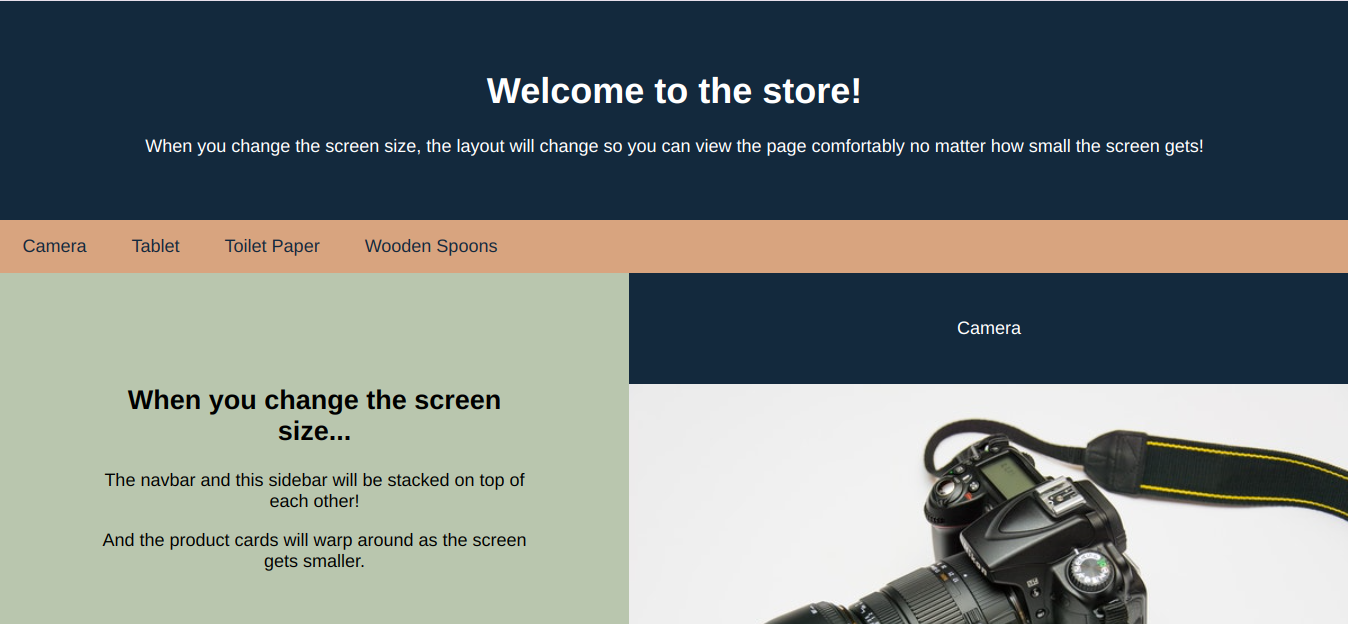 Welcome to the store!
When you change the screen size, the layout will change so you can view the page comfortably no matter how small the screen gets!
Camera Tablet Toilet Paper Wooden Spoons
Camera
When you change the screen
size...
The navbar and this sidebar will be stacked on top of
each other!
And the product cards will warp around as the screen
gets smaller.
Nikon